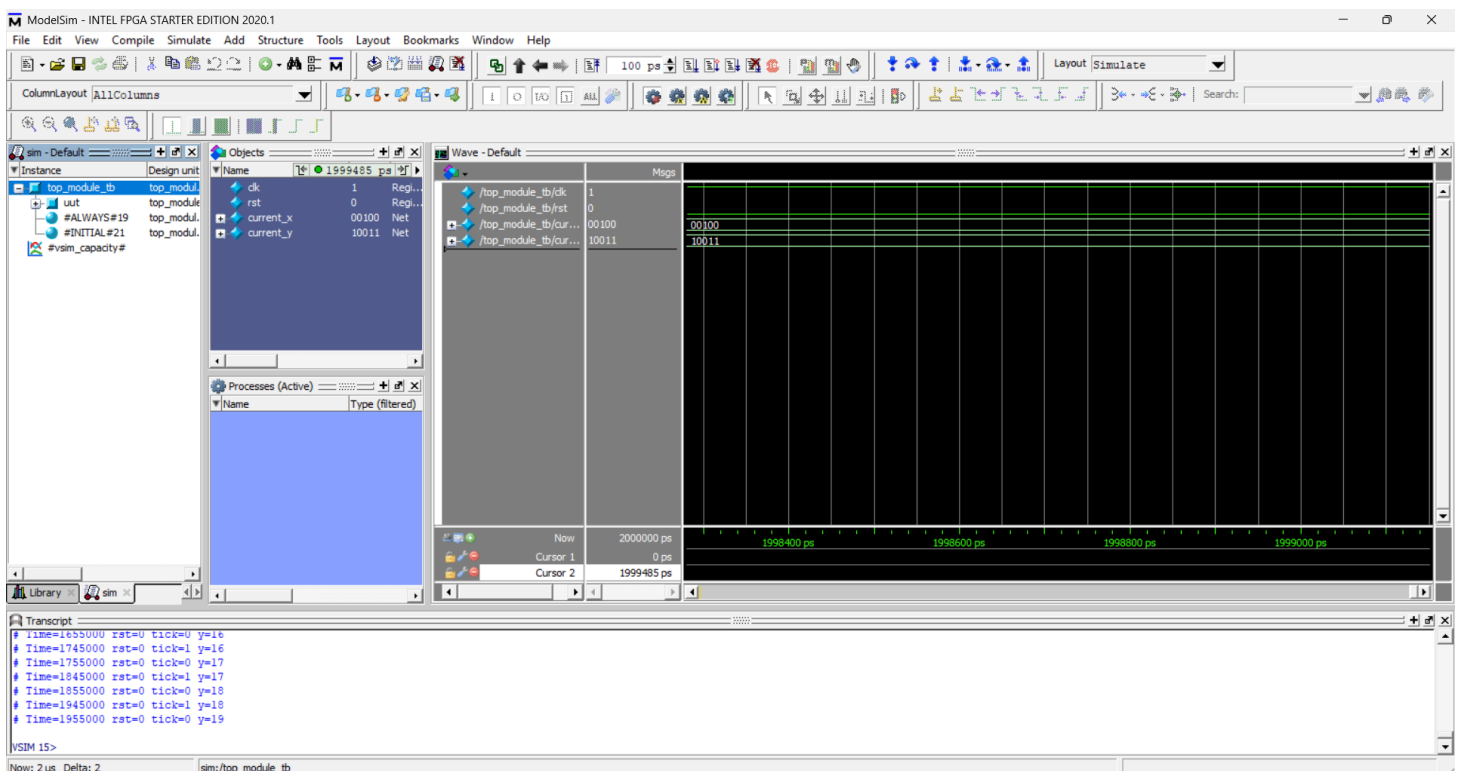 ModelSim - INTEL FPGA STARTER EDITION 2020.1
File Edit View Compile Simulate Add Structure Tools Layout Bookmarks Window Help
100 ps
Layout Simulate
ColumnLayout AllColumns
Search:
sim - Default
Instance Design unit
top_module_tb top_modul.
uut top_module
#ALWAYS#19 top_modul.
#INITIAL#21 top_modul.
#vsim_capacity#
Library sim
Objects
Name 1999485 ps
clk 1 Regi...
rst 0 Regi...
current_x 00100 Net
current_y 10011 Net
Processes (Active)
Name Type (filtered)
Wave - Default
Msgs
/top_module_tb/clk 1
/top_module_tb/rst 0
/top_module_tb/cur... 00100 00100
/top_module_tb/cur... 10011 10011
Now 2000000 ps 1998400 ps 1998600 ps 1998800 ps 1999000 ps
Cursor 1 0 ps
Cursor 2 1999485 ps
Transcript
# Time=1655000 rst=0 tick=0 y=16
# Time=1745000 rst=0 tick=1 y=16
# Time=1755000 rst=0 tick=0 y=17
# Time=1845000 rst=0 tick=1 y=17
# Time=1855000 rst=0 tick=0 y=18
# Time=1945000 rst=0 tick=1 y=18
# Time=1955000 rst=0 tick=0 y=19
VSIM 15>
Now: 2 us Delta: 2 sim:/top_module_tb